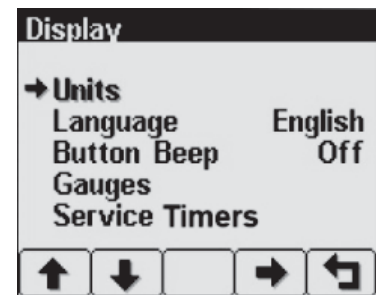 Display
Units
Language English
Button Beep Off
Gauges
Service Timers